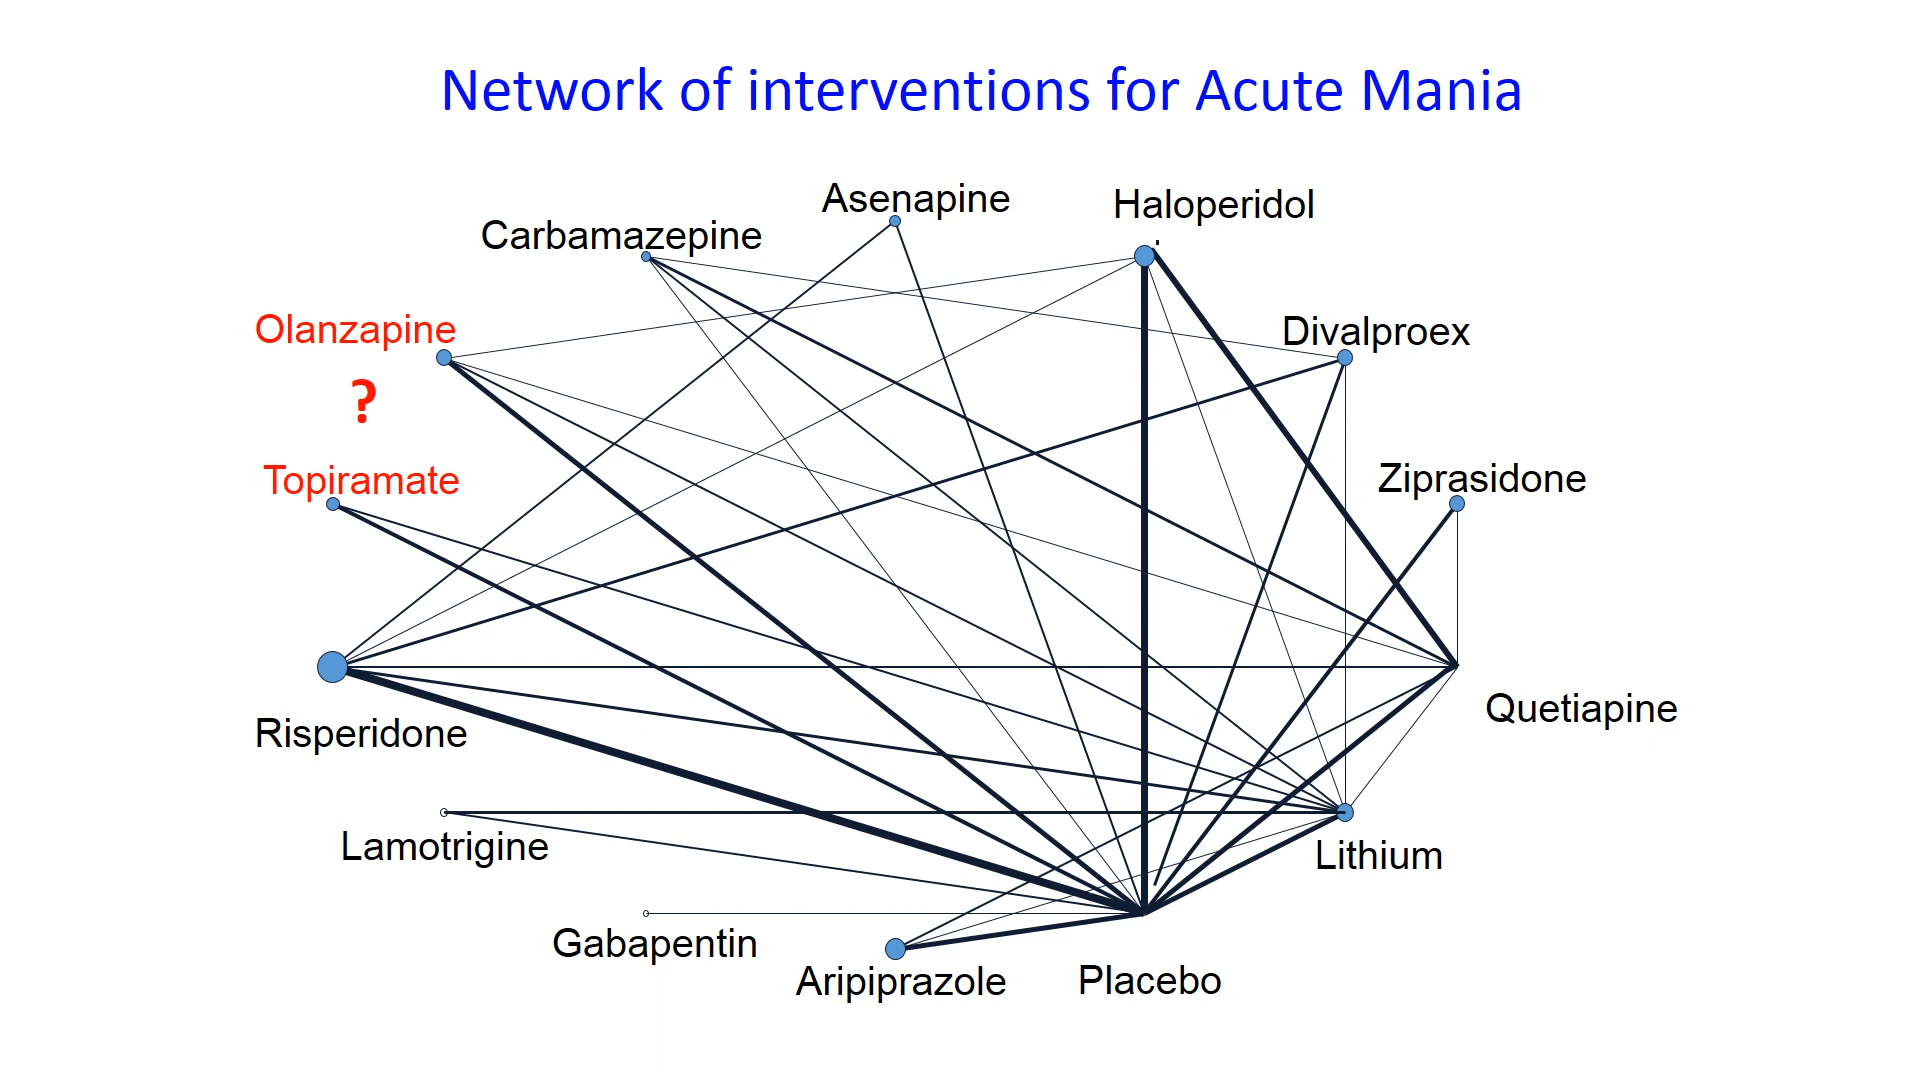 Network of interventions for Acute Mania
Asenapine
Haloperidol
Carbamazepine
Olanzapine
Divalproex
?
Topiramate
Ziprasidone
Quetiapine
Risperidone
Lamotrigine
Lithium
Gabapentin
Aripiprazole
Placebo